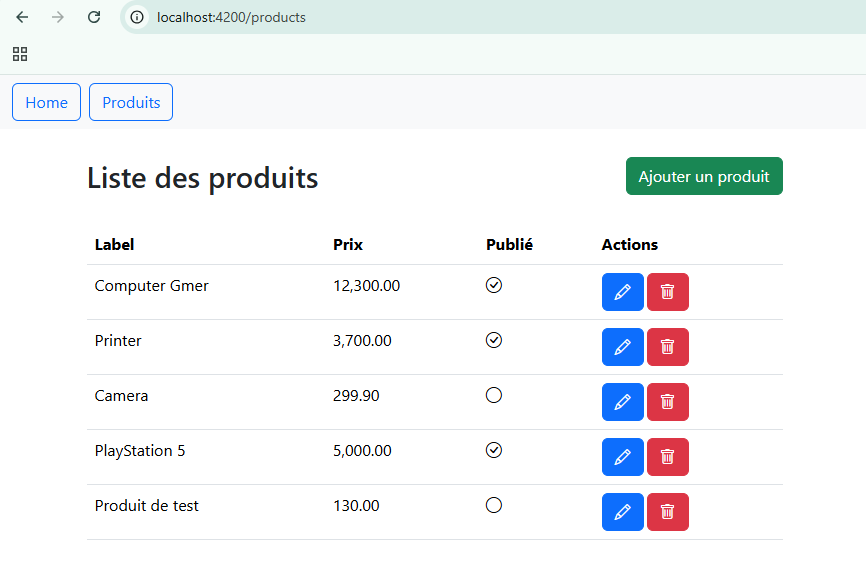 localhost:4200/products
Home Produits
Liste des produits Ajouter un produit
Label Prix Publié Actions
Computer Gmer 12,300.00
Printer 3,700.00
Camera 299.90
PlayStation 5 5,000.00
Produit de test 130.00